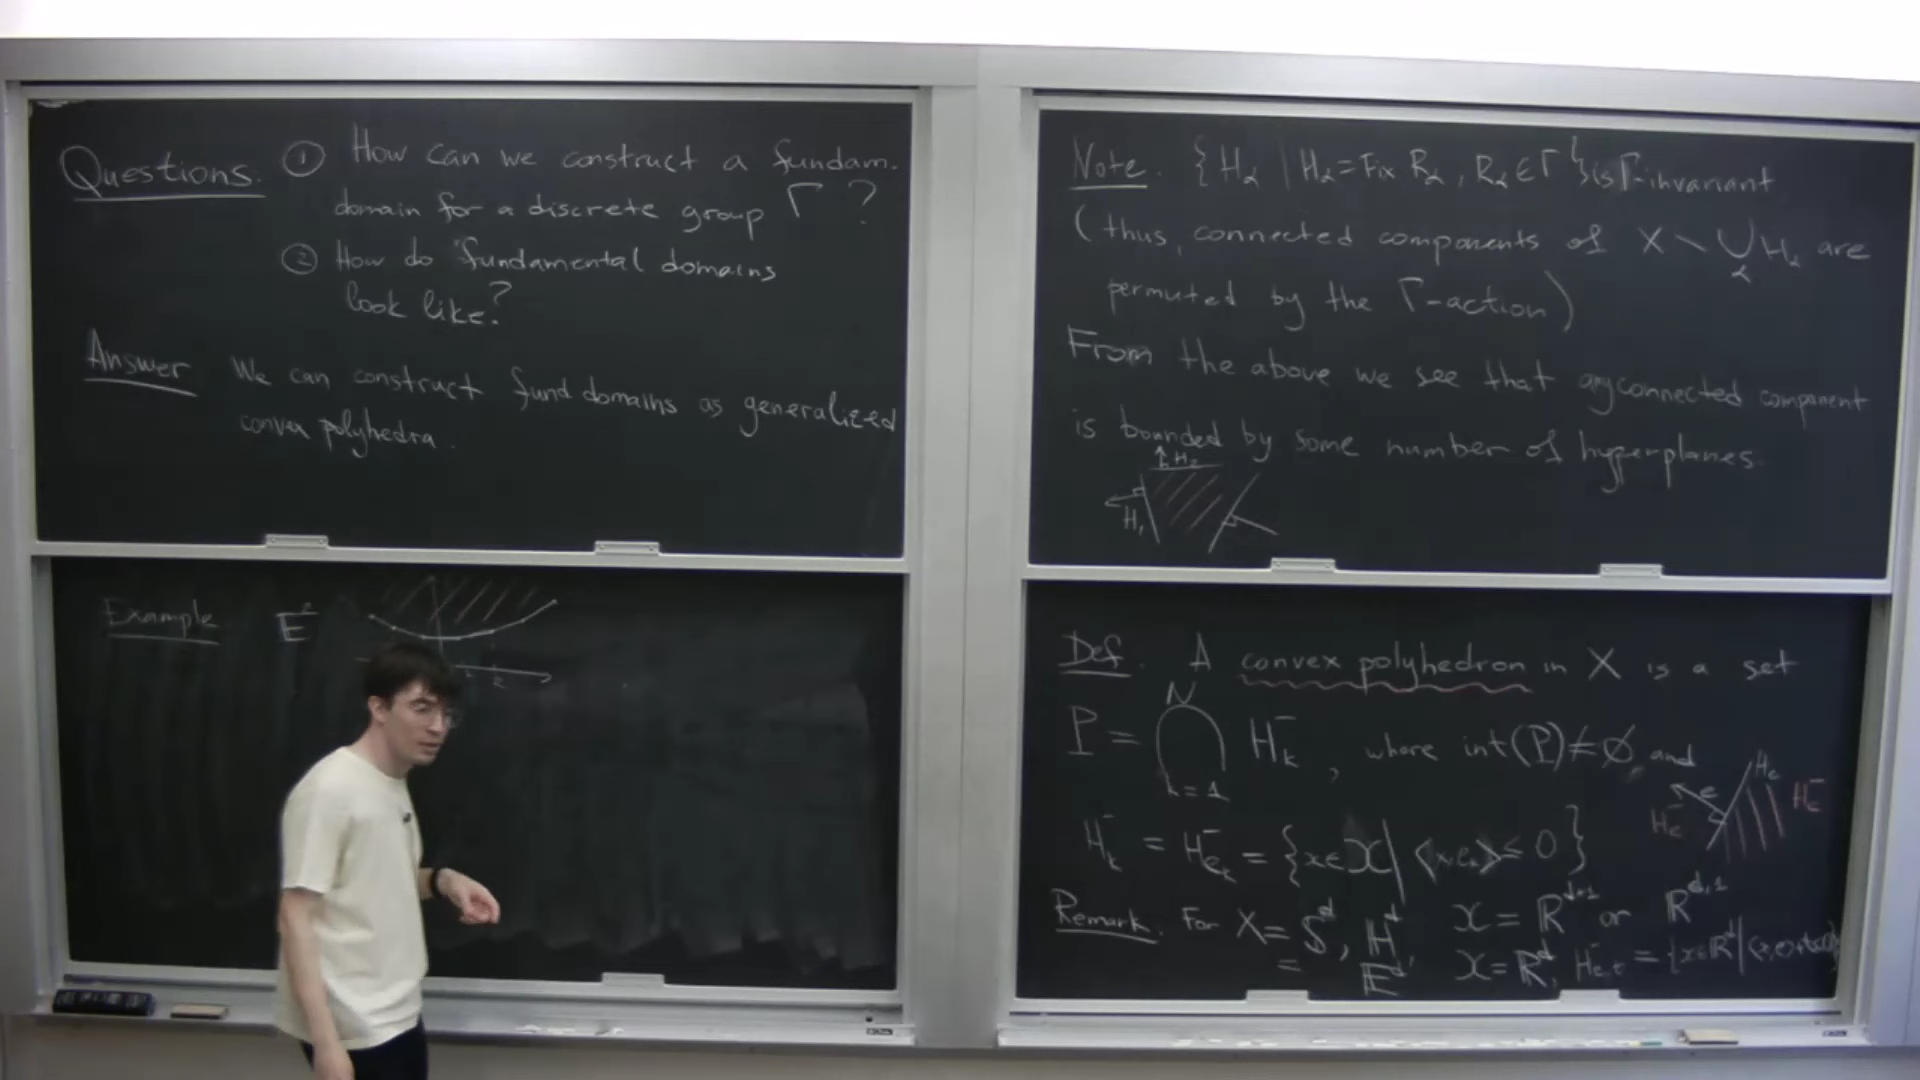 Questions. ① How can we construct a fundam.
domain for a discrete group Γ ?
② How do fundamental domains
look like?
Answer We can construct fund domains as generalized
convex polyhedra.
Example E²
Note. {H_α | H_α = Fix R_α, R_α ∈ Γ} is Γ-invariant
(thus, connected components of X \ ⋃_α H_α are
permuted by the Γ-action)
From the above we see that any connected component
is bounded by some number of hyperplanes.
H₂
H₁
Def. A convex polyhedron in X is a set
P = ⋂_{k=1}^N H_k^-, where int(P) ≠ ∅ and
H_e
e
H_e^-
H_e^-
H_k^- = H_{e_k}^- = {x ∈ X | ⟨x, e_k⟩ ≤ 0}
Remark. For X = S^d, H^d, X = R^{d+1} or R^{d,1}
= E^d X = R^d, H_{e,t}^- = {x ∈ R^d |